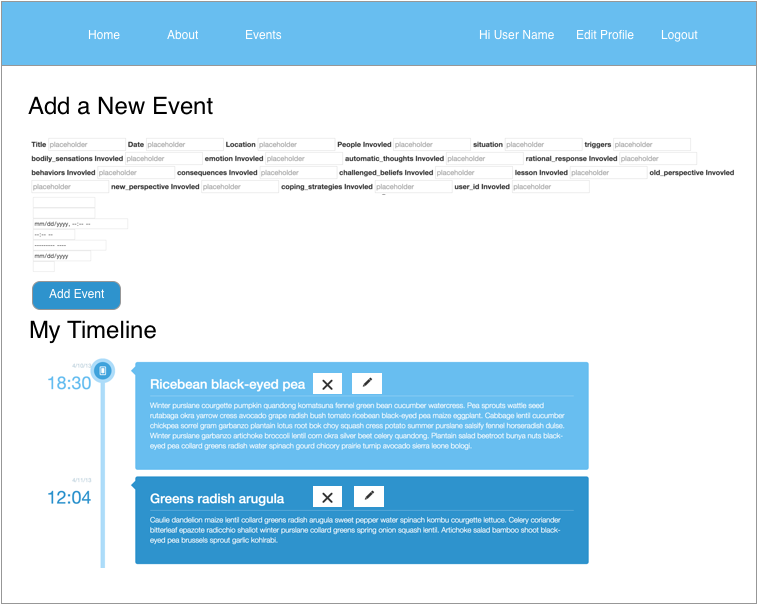 Home About Events Hi User Name Edit Profile Logout
Add a New Event
Title placeholder Date placeholder Location placeholder People Invovled placeholder situation placeholder triggers placeholder
bodily_sensations Invovled placeholder emotion Invovled placeholder automatic_thoughts Invovled placeholder rational_response Invovled placeholder
behaviors Invovled placeholder consequences Invovled placeholder challenged_beliefs Invovled placeholder lesson Invovled placeholder old_perspective Invovled
placeholder new_perspective Invovled placeholder coping_strategies Invovled placeholder user_id Invovled placeholder
mm/dd/yyyy, --:-- --
--:-- --
--------- ----
mm/dd/yyyy
Add Event
My Timeline
18:30
Ricebean black-eyed pea
Winter purslane courgette pumpkin quandong komatsuna fennel green bean cucumber watercress. Pea sprouts wattle seed
rutabaga okra yarrow cress avocado grape radish bush tomato ricebean black-eyed pea maize eggplant. Cabbage lentil cucumber
chickpea sorrel gram garbanzo plantain lotus root bok choy squash cress potato summer purslane salsify fennel horseradish dulse.
Winter purslane garbanzo artichoke broccoli lentil corn okra silver beet celery quandong. Plantain salad beetroot bunya nuts black-
eyed pea collard greens radish water spinach gourd chicory prairie turnip avocado sierra leone bologi.
4/11/13
12:04
Greens radish arugula
Caulie dandelion maize lentil collard greens radish arugula sweet pepper water spinach kombu courgette lettuce. Celery coriander
bitterleaf epazote radicchio shallot winter purslane collard greens spring onion squash lentil. Artichoke salad bamboo shoot black-
eyed pea brussels sprout garlic kohlrabi.